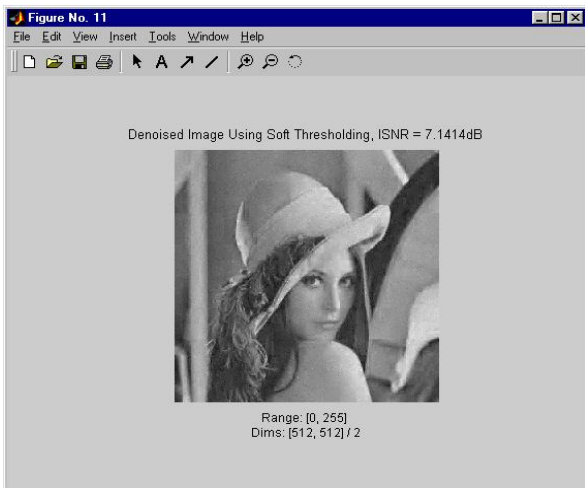 Figure No. 11
File Edit View Insert Tools Window Help
A
Denoised Image Using Soft Thresholding, ISNR = 7.1414dB
Range: [0, 255]
Dims: [512, 512] / 2